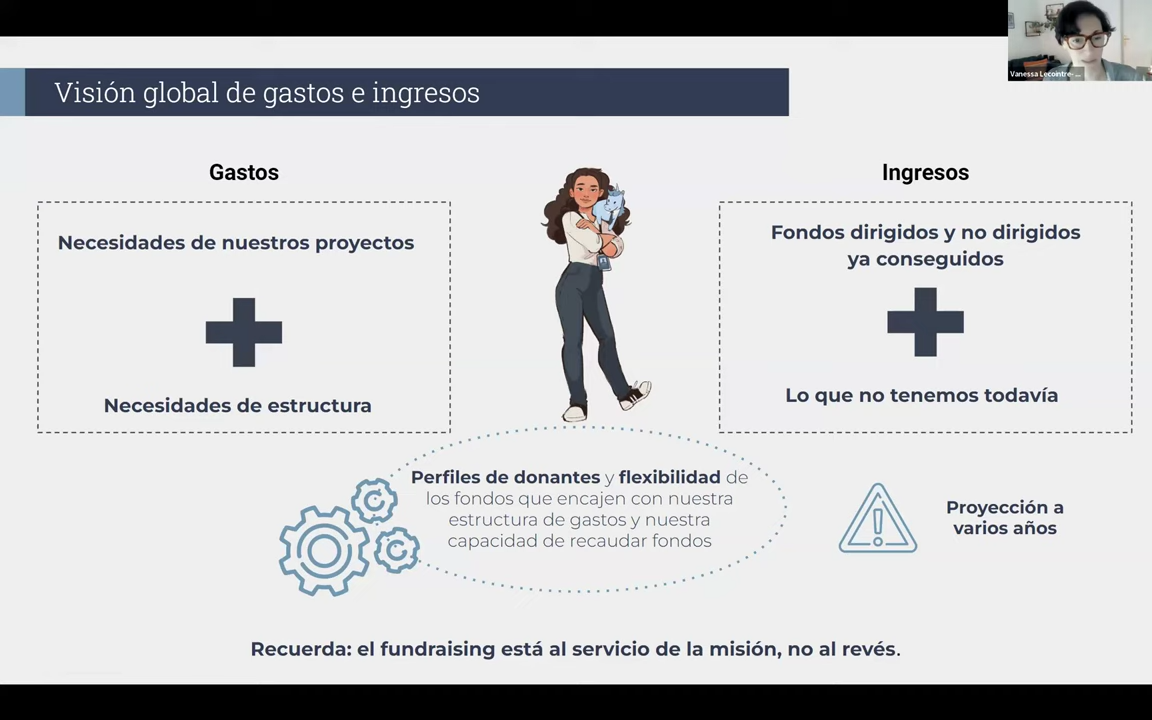 Vanessa Lecointre-...
Visión global de gastos e ingresos
Gastos
Necesidades de nuestros proyectos
Necesidades de estructura
Ingresos
Fondos dirigidos y no dirigidos
ya conseguidos
Lo que no tenemos todavía
Perfiles de donantes y flexibilidad de
los fondos que encajen con nuestra
estructura de gastos y nuestra
capacidad de recaudar fondos
Proyección a
varios años
Recuerda: el fundraising está al servicio de la misión, no al revés.